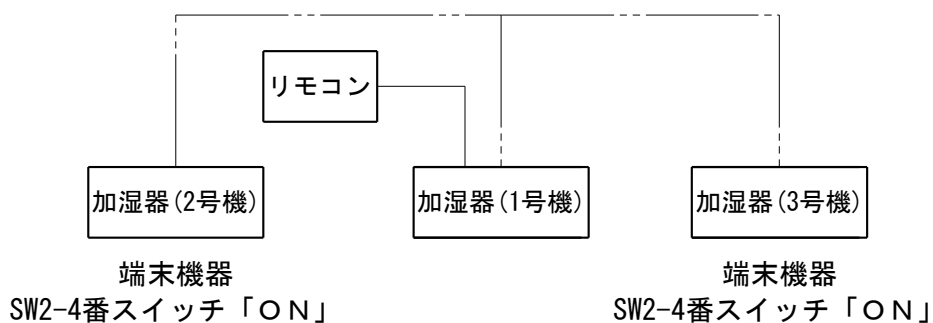 リモコン
加湿器(2号機)
加湿器(1号機)
加湿器(3号機)
端末機器
SW2-4番スイッチ「ＯＮ」
端末機器
SW2-4番スイッチ「ＯＮ」